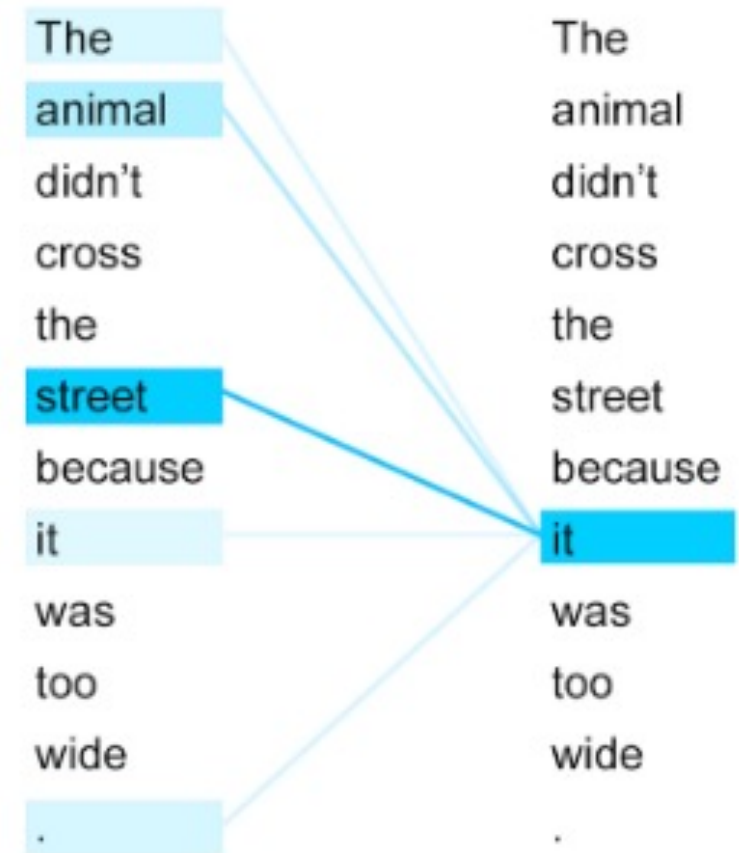 The
animal
didn't
cross
the
street
because
it
was
too
wide
.
The
animal
didn't
cross
the
street
because
it
was
too
wide
.